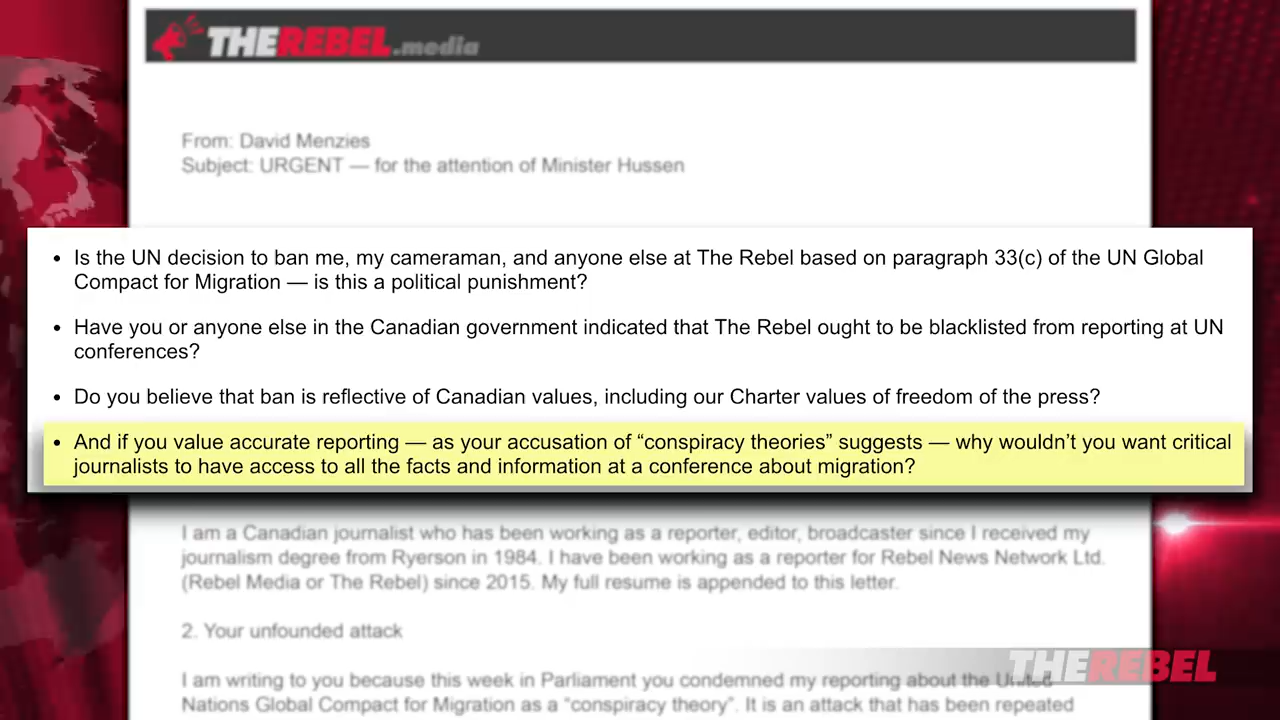 THEREBEL.media
From: David Menzies
Subject: URGENT — for the attention of Minister Hussen
• Is the UN decision to ban me, my cameraman, and anyone else at The Rebel based on paragraph 33(c) of the UN Global
Compact for Migration — is this a political punishment?
• Have you or anyone else in the Canadian government indicated that The Rebel ought to be blacklisted from reporting at UN
conferences?
• Do you believe that ban is reflective of Canadian values, including our Charter values of freedom of the press?
• And if you value accurate reporting — as your accusation of “conspiracy theories” suggests — why wouldn’t you want critical
journalists to have access to all the facts and information at a conference about migration?
I am a Canadian journalist who has been working as a reporter, editor, broadcaster since I received my
journalism degree from Ryerson in 1984. I have been working as a reporter for Rebel News Network Ltd.
(Rebel Media or The Rebel) since 2015. My full resume is appended to this letter.
2. Your unfounded attack
I am writing to you because this week in Parliament you condemned my reporting about the United
Nations Global Compact for Migration as a “conspiracy theory”. It is an attack that has been repeated
THEREBEL